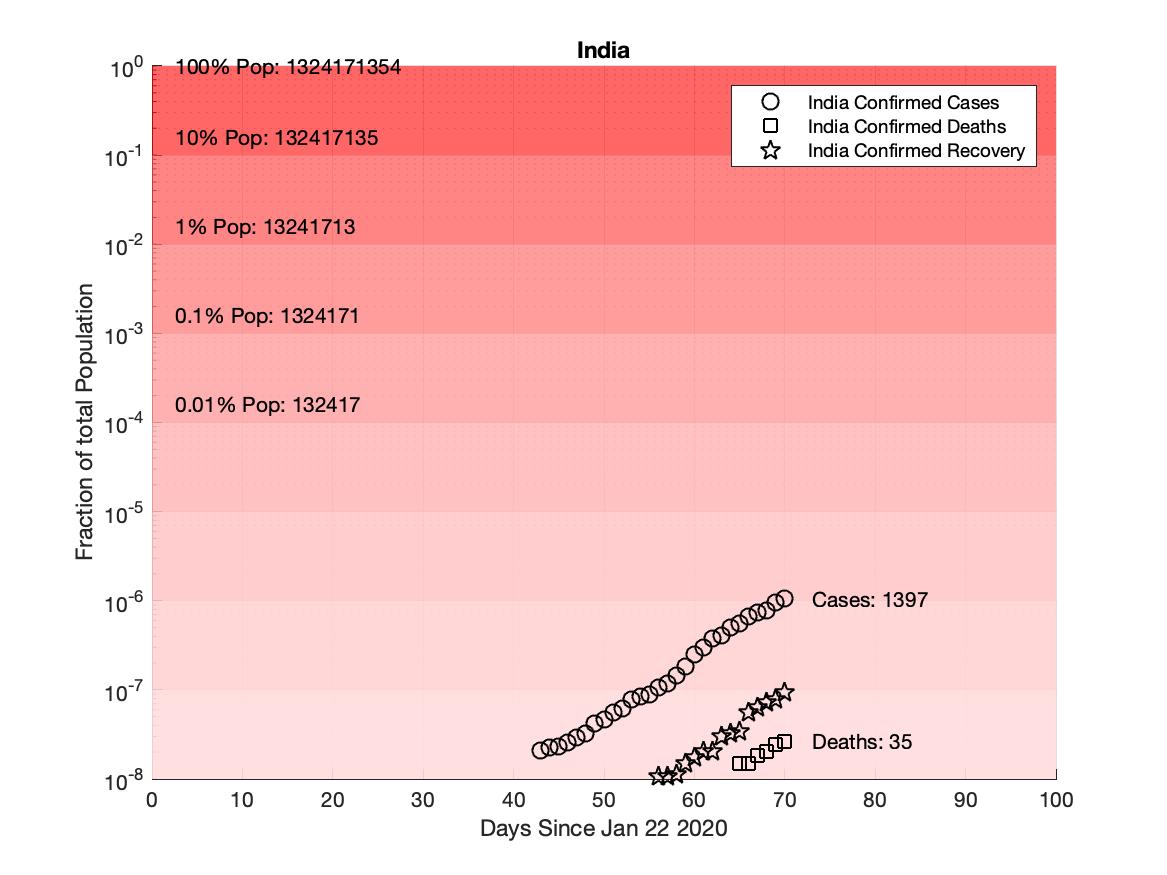 India
10^0
100% Pop: 1324171354
India Confirmed Cases
India Confirmed Deaths
India Confirmed Recovery
10% Pop: 132417135
10^-1
1% Pop: 13241713
10^-2
0.1% Pop: 1324171
10^-3
0.01% Pop: 132417
10^-4
10^-5
10^-6
Cases: 1397
10^-7
Deaths: 35
10^-8
Fraction of total Population
0 10 20 30 40 50 60 70 80 90 100
Days Since Jan 22 2020